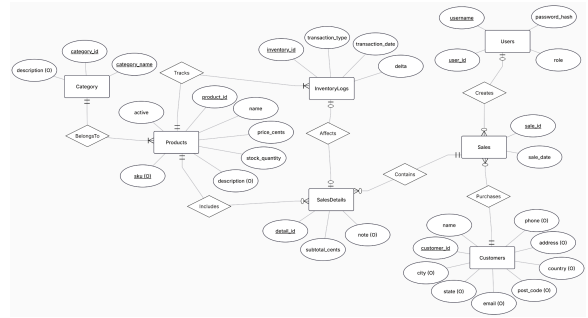 username
password_hash
user_id
Users
role
category_id
description (O)
category_name
Category
inventory_id
transaction_type
transaction_date
delta
Tracks
InventoryLogs
Creates
active
product_id
name
price_cents
stock_quantity
description (O)
sku (O)
BelongsTo
Products
Affects
sale_id
Sales
sale_date
Contains
Includes
SalesDetails
detail_id
subtotal_cents
note (O)
Purchases
name
phone (O)
customer_id
address (O)
Customers
city (O)
country (O)
state (O)
email (O)
post_code (O)